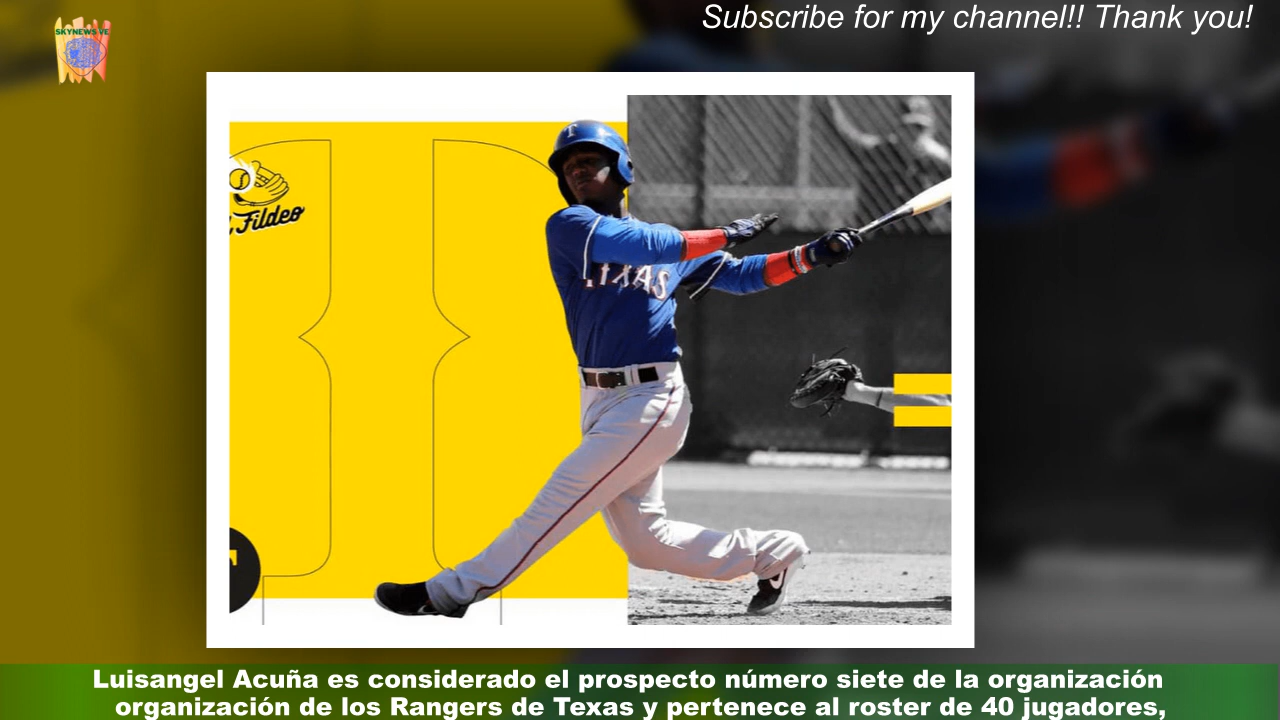 Subscribe for my channel!! Thank you!
SKYNEWS VE
Fildeo
TEXAS
Luisangel Acuña es considerado el prospecto número siete de la organización
organización de los Rangers de Texas y pertenece al roster de 40 jugadores,